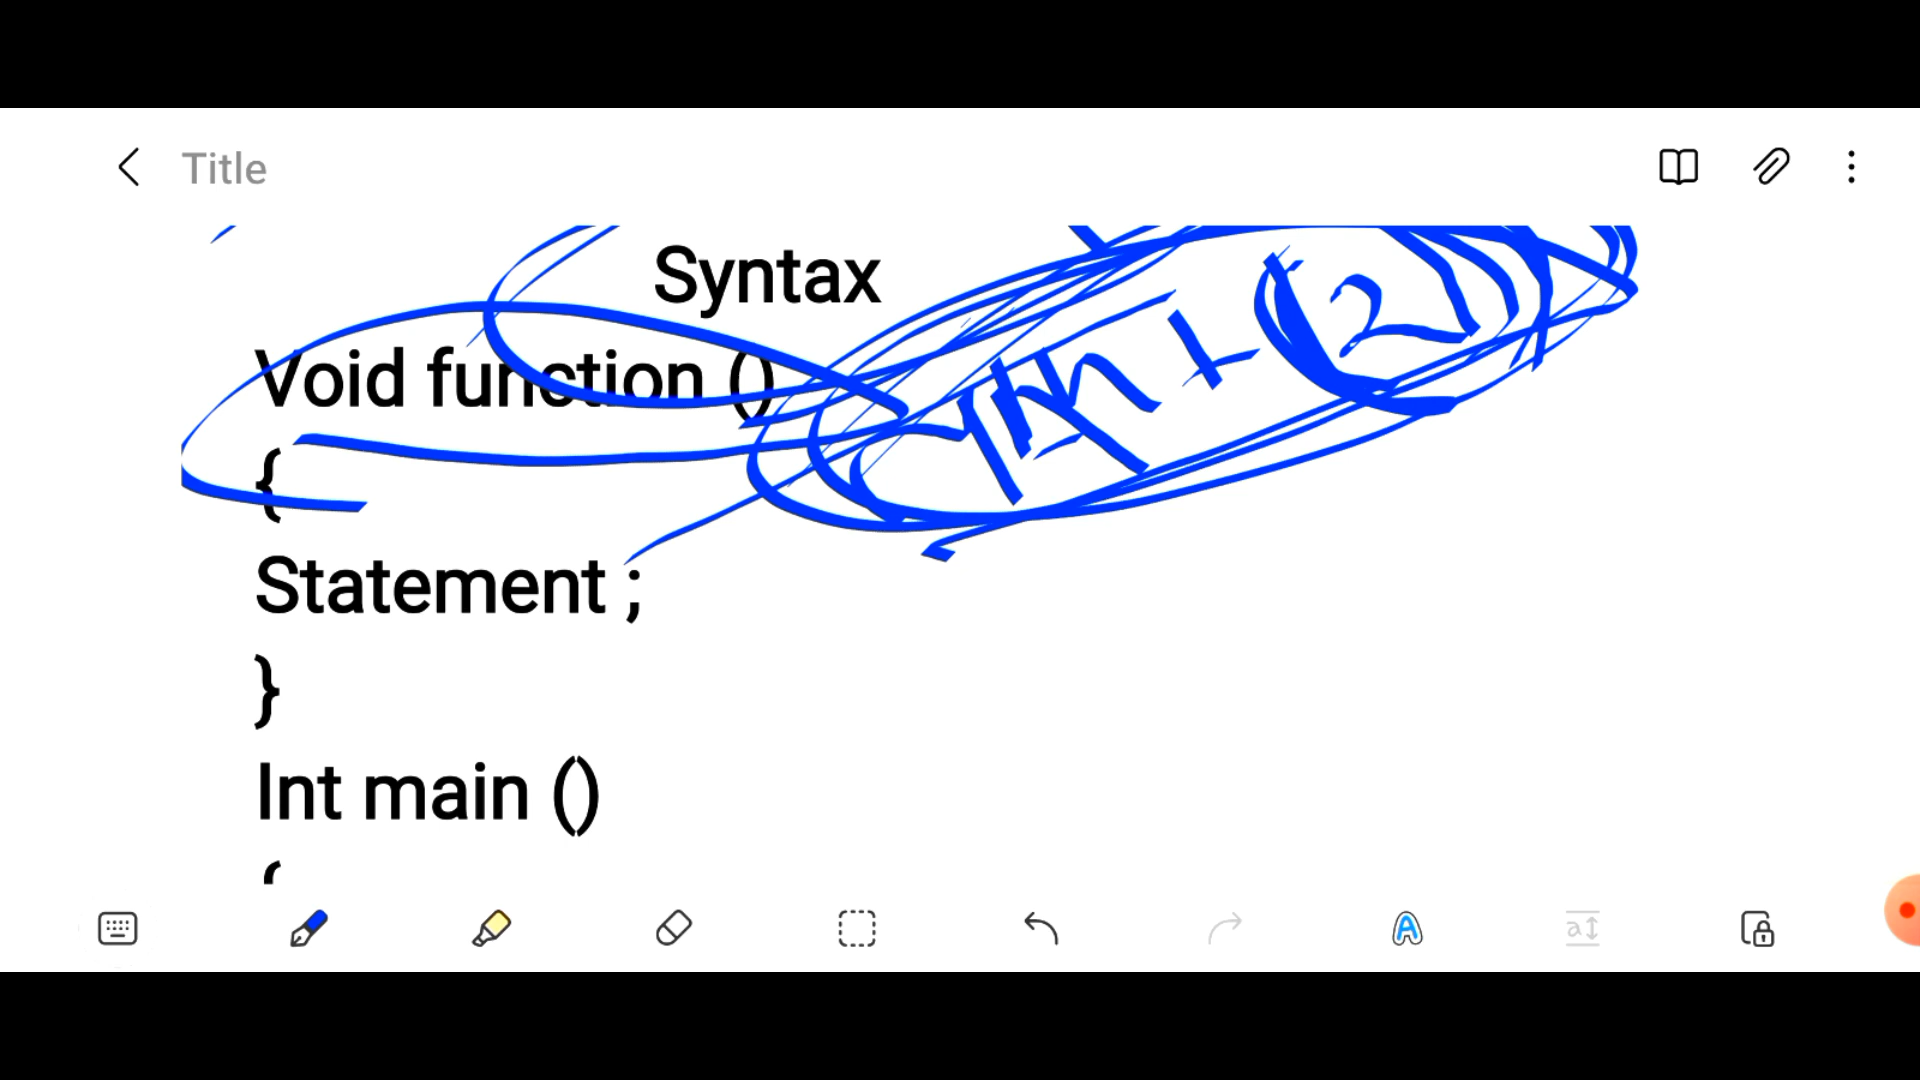 Title
Syntax
Void function ()
{
Statement ;
}
Int main ()